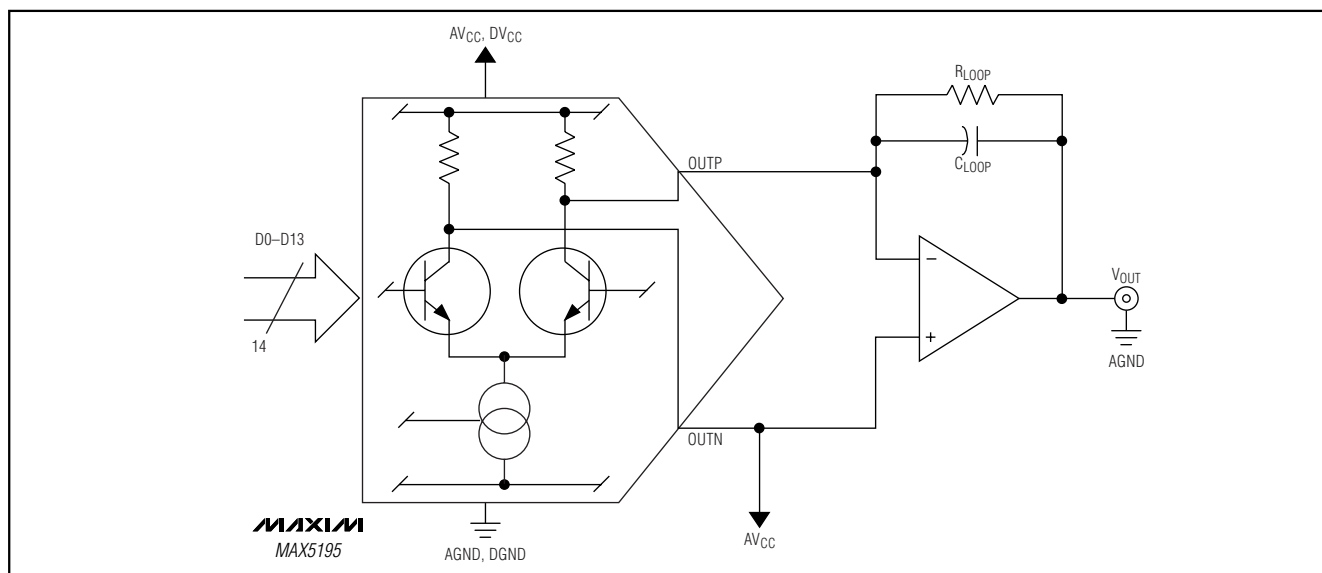 AVCC, DVCC
RLOOP
CLOOP
OUTP
D0–D13
14
−
+
VOUT
AGND
OUTN
AVCC
MAXIM
MAX5195
AGND, DGND